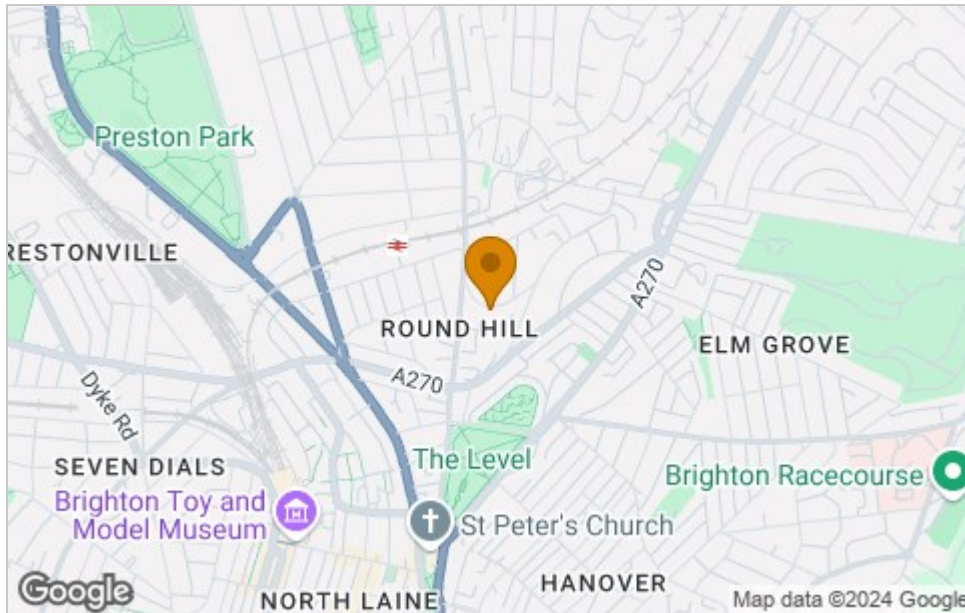 Preston Park
RESTONVILLE
ROUND HILL
A270
ELM GROVE
A270
Dyke Rd
SEVEN DIALS
The Level
Brighton Racecourse
Brighton Toy and
Model Museum
St Peter's Church
HANOVER
NORTH LAINE
Google
Map data ©2024 Google